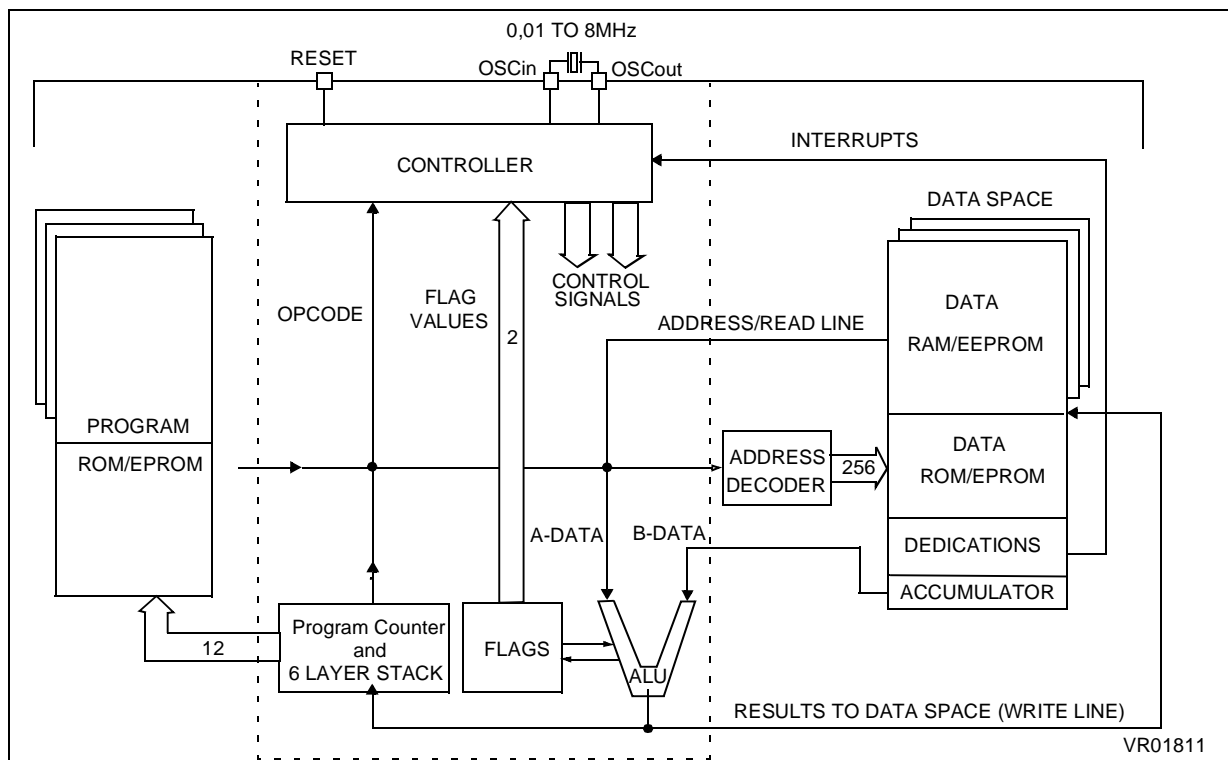 0,01 TO 8MHz
RESET
OSCin
OSCout
INTERRUPTS
CONTROLLER
DATA SPACE
CONTROL
SIGNALS
FLAG
VALUES
OPCODE
2
ADDRESS/READ LINE
DATA
RAM/EEPROM
PROGRAM
ROM/EPROM
ADDRESS
DECODER
256
DATA
ROM/EPROM
A-DATA
B-DATA
DEDICATIONS
ACCUMULATOR
12
Program Counter
and
6 LAYER STACK
FLAGS
ALU
RESULTS TO DATA SPACE (WRITE LINE)
VR01811